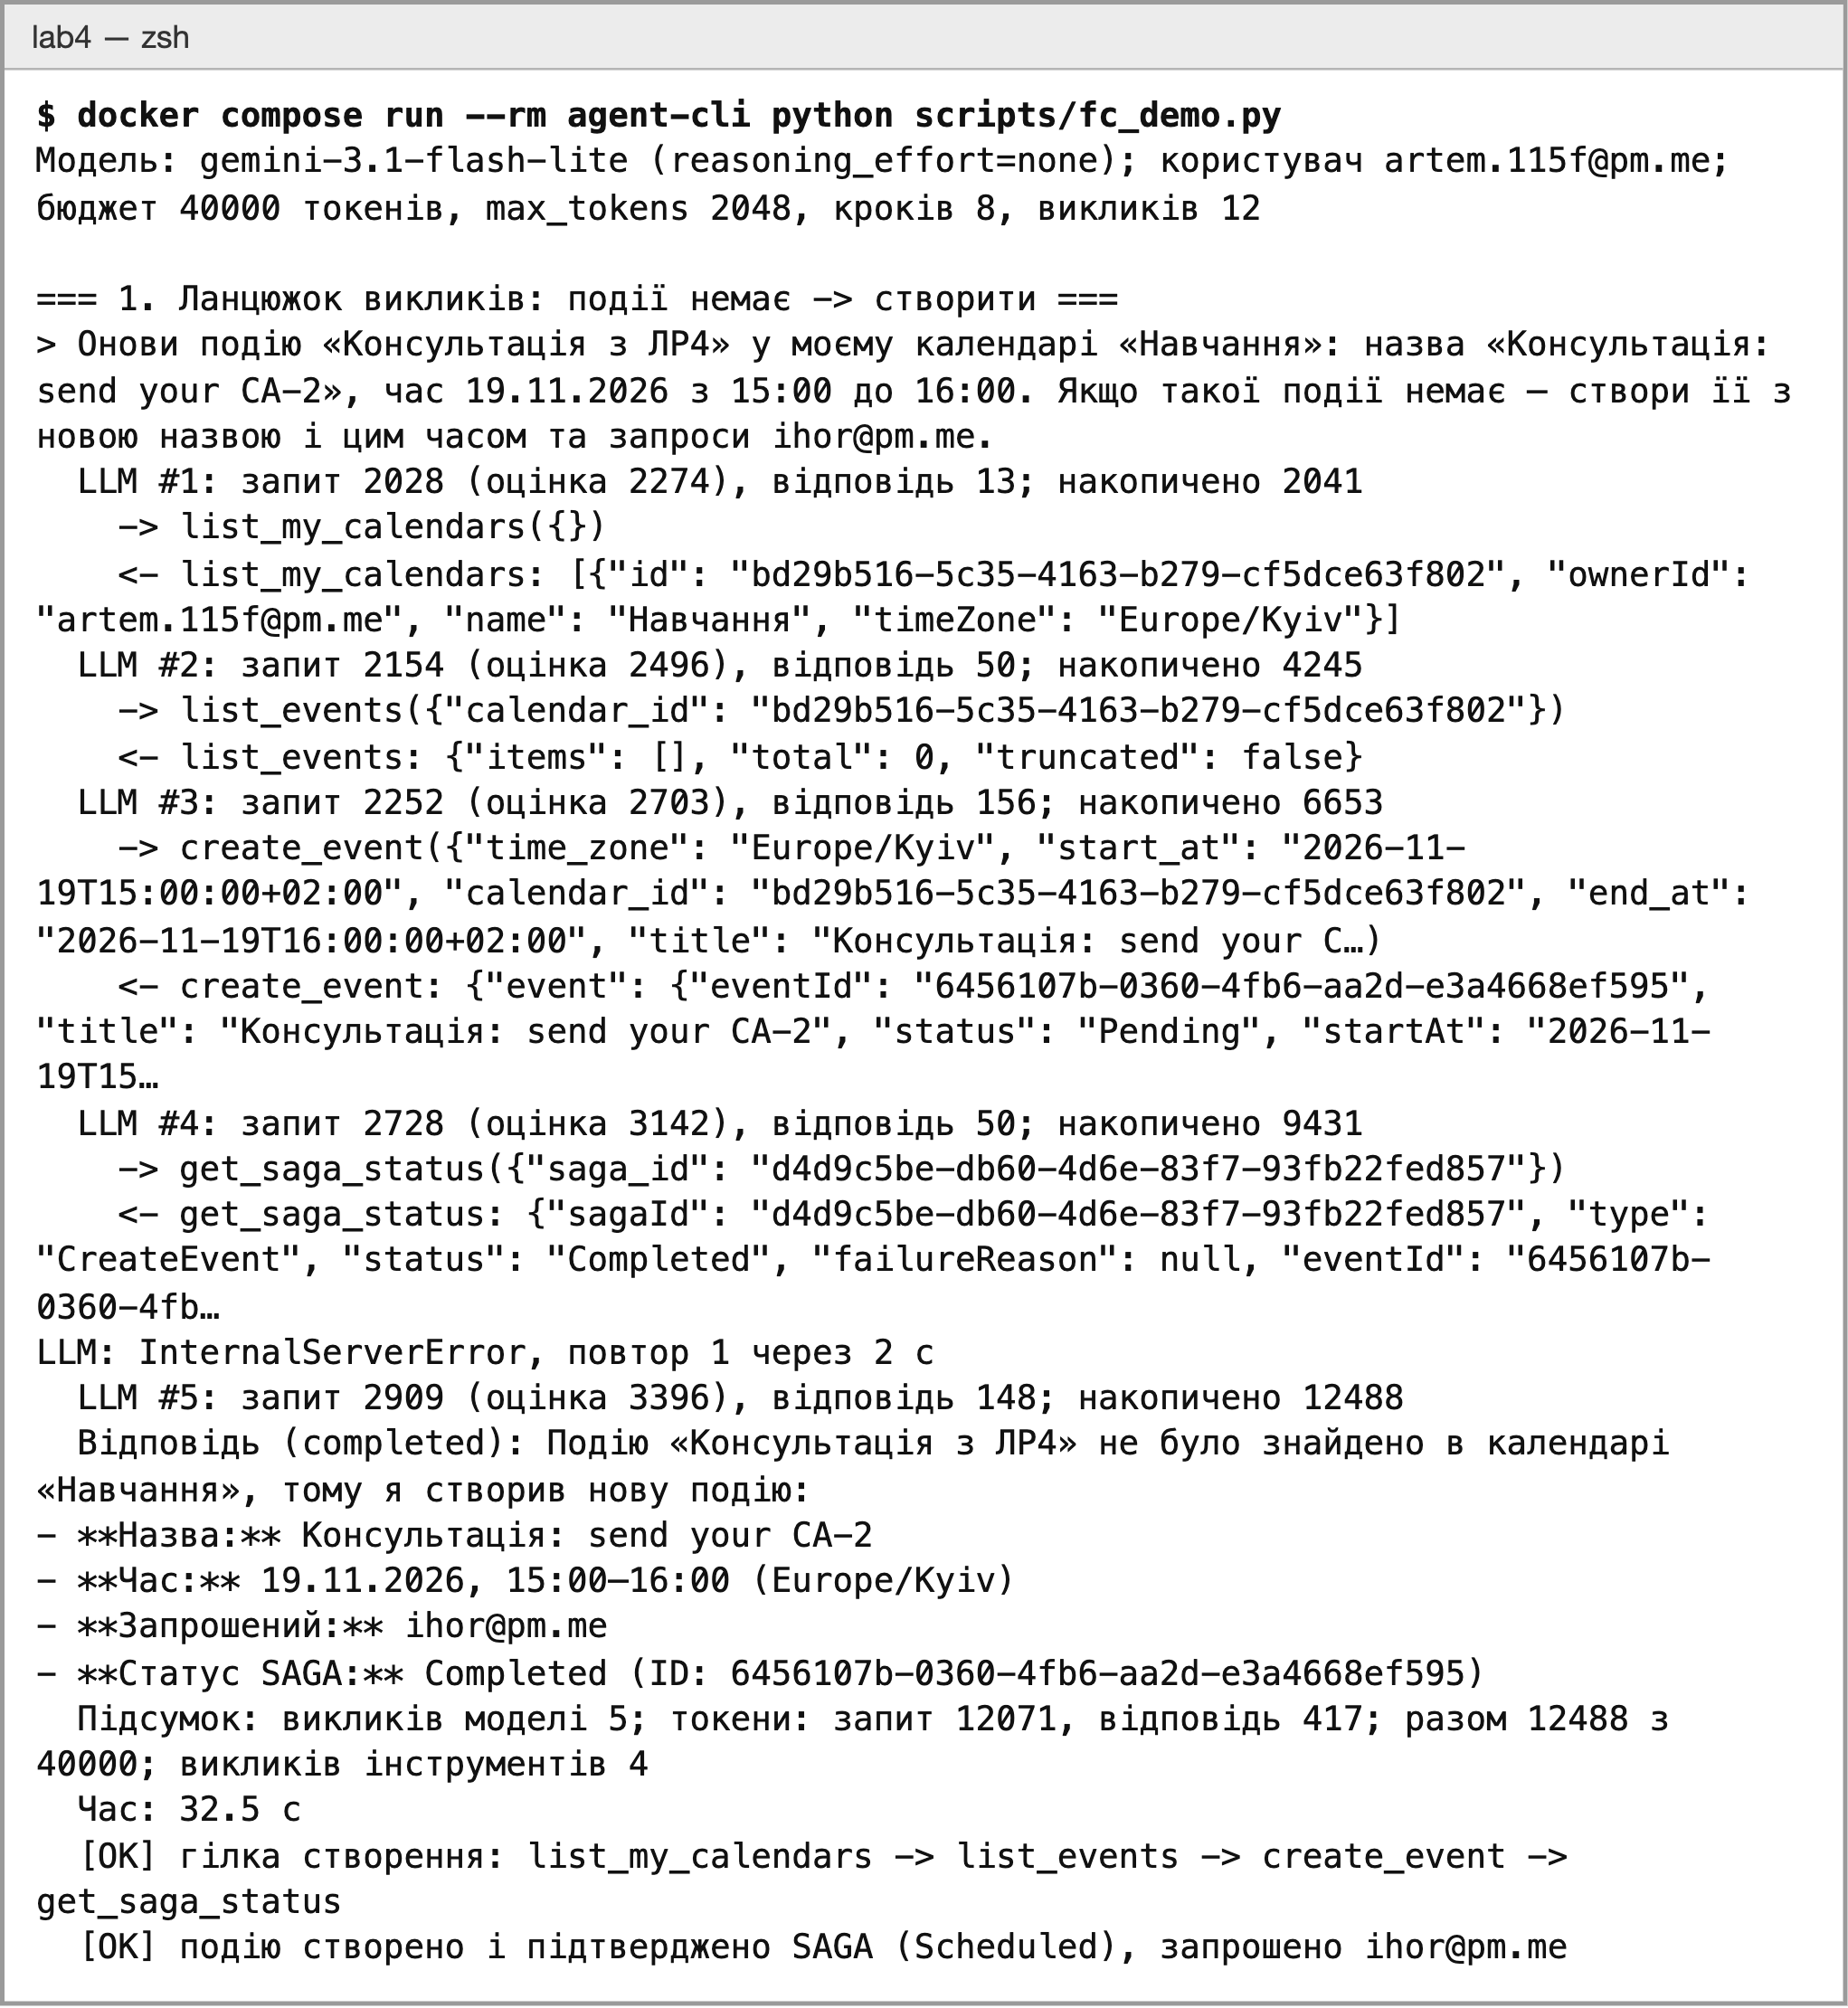 lab4 — zsh
$ docker compose run --rm agent-cli python scripts/fc_demo.py
Модель: gemini-3.1-flash-lite (reasoning_effort=none); користувач artem.115f@pm.me;
бюджет 40000 токенів, max_tokens 2048, кроків 8, викликів 12
=== 1. Ланцюжок викликів: події немає -> створити ===
> Онови подію «Консультація з ЛР4» у моєму календарі «Навчання»: назва «Консультація:
send your CA-2», час 19.11.2026 з 15:00 до 16:00. Якщо такої події немає — створи її з
новою назвою і цим часом та запроси ihor@pm.me.
LLM #1: запит 2028 (оцінка 2274), відповідь 13; накопичено 2041
-> list_my_calendars({})
<- list_my_calendars: [{"id": "bd29b516-5c35-4163-b279-cf5dce63f802", "ownerId":
"artem.115f@pm.me", "name": "Навчання", "timeZone": "Europe/Kyiv"}]
LLM #2: запит 2154 (оцінка 2496), відповідь 50; накопичено 4245
-> list_events({"calendar_id": "bd29b516-5c35-4163-b279-cf5dce63f802"})
<- list_events: {"items": [], "total": 0, "truncated": false}
LLM #3: запит 2252 (оцінка 2703), відповідь 156; накопичено 6653
-> create_event({"time_zone": "Europe/Kyiv", "start_at": "2026-11-
19T15:00:00+02:00", "calendar_id": "bd29b516-5c35-4163-b279-cf5dce63f802", "end_at":
"2026-11-19T16:00:00+02:00", "title": "Консультація: send your C…)
<- create_event: {"event": {"eventId": "6456107b-0360-4fb6-aa2d-e3a4668ef595",
"title": "Консультація: send your CA-2", "status": "Pending", "startAt": "2026-11-
19T15…
LLM #4: запит 2728 (оцінка 3142), відповідь 50; накопичено 9431
-> get_saga_status({"saga_id": "d4d9c5be-db60-4d6e-83f7-93fb22fed857"})
<- get_saga_status: {"sagaId": "d4d9c5be-db60-4d6e-83f7-93fb22fed857", "type":
"CreateEvent", "status": "Completed", "failureReason": null, "eventId": "6456107b-
0360-4fb…
LLM: InternalServerError, повтор 1 через 2 с
LLM #5: запит 2909 (оцінка 3396), відповідь 148; накопичено 12488
Відповідь (completed): Подію «Консультація з ЛР4» не було знайдено в календарі
«Навчання», тому я створив нову подію:
- **Назва:** Консультація: send your CA-2
- **Час:** 19.11.2026, 15:00–16:00 (Europe/Kyiv)
- **Запрошений:** ihor@pm.me
- **Статус SAGA:** Completed (ID: 6456107b-0360-4fb6-aa2d-e3a4668ef595)
Підсумок: викликів моделі 5; токени: запит 12071, відповідь 417; разом 12488 з
40000; викликів інструментів 4
Час: 32.5 с
[OK] гілка створення: list_my_calendars -> list_events -> create_event ->
get_saga_status
[OK] подію створено і підтверджено SAGA (Scheduled), запрошено ihor@pm.me